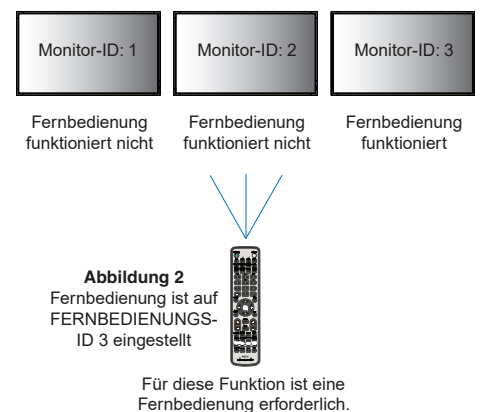 Monitor-ID: 1
Monitor-ID: 2
Monitor-ID: 3
Fernbedienung
funktioniert nicht
Fernbedienung
funktioniert nicht
Fernbedienung
funktioniert
Abbildung 2
Fernbedienung ist auf
FERNBEDIENUNGS-
ID 3 eingestellt
Für diese Funktion ist eine
Fernbedienung erforderlich.